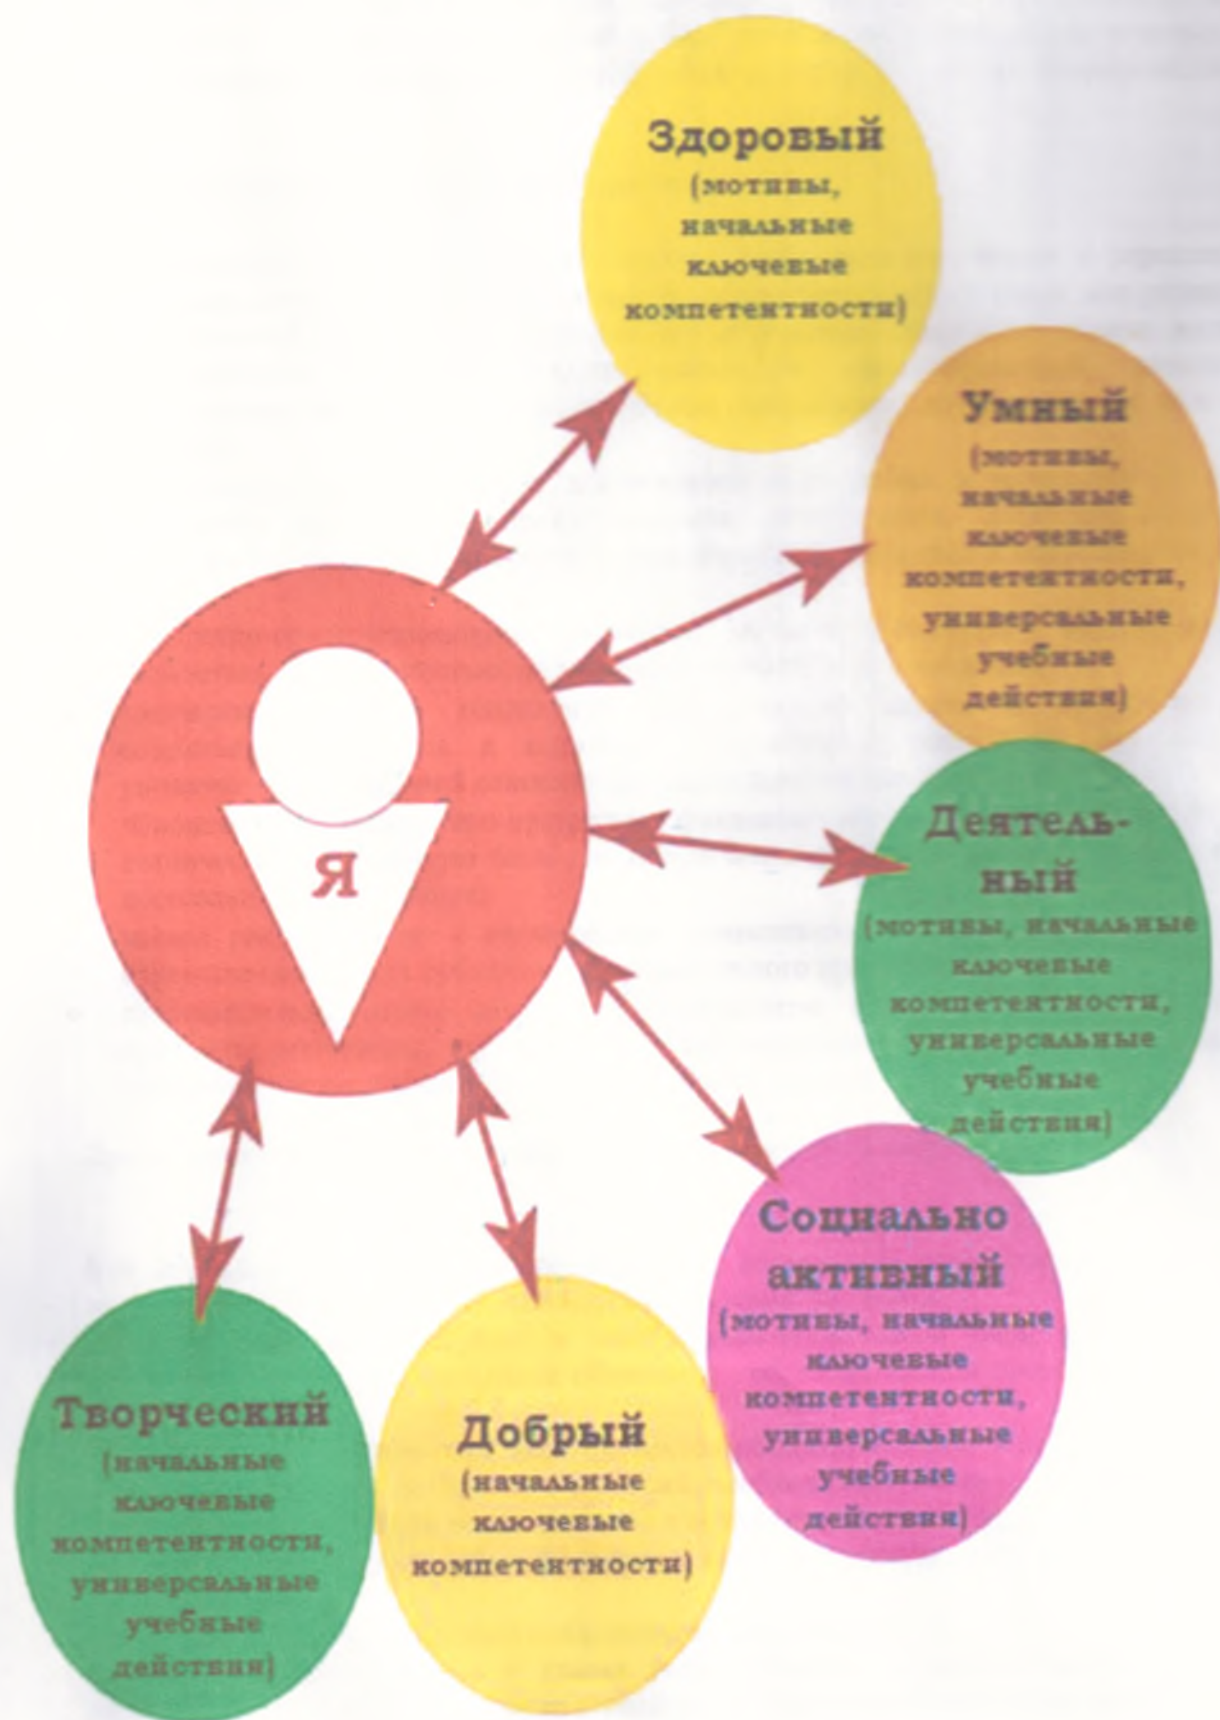 Здоровый
(мотивы,
начальные
ключевые
компетентности)
Умный
(мотивы,
начальные
ключевые
компетентности,
универсальные
учебные
действия)
Я
Деятель-
ный
(мотивы, начальные
ключевые
компетентности,
универсальные
учебные
действия)
Социально
активный
(мотивы, начальные
ключевые
компетентности,
универсальные
учебные
действия)
Добрый
(начальные
ключевые
компетентности)
Творческий
(начальные
ключевые
компетентности,
универсальные
учебные
действия)